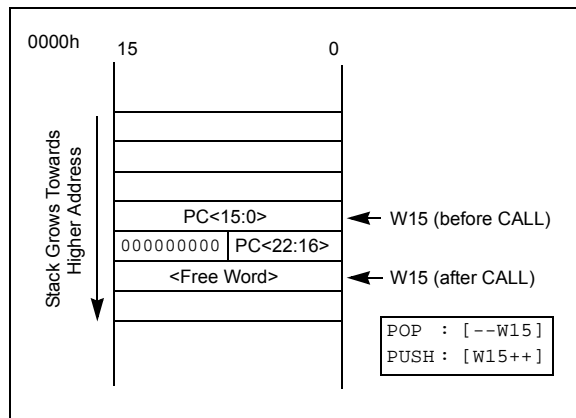 0000h
15 0
Stack Grows Towards
Higher Address
PC<15:0>
W15 (before CALL)
000000000 PC<22:16>
<Free Word>
W15 (after CALL)
POP : [--W15]
PUSH : [W15++]